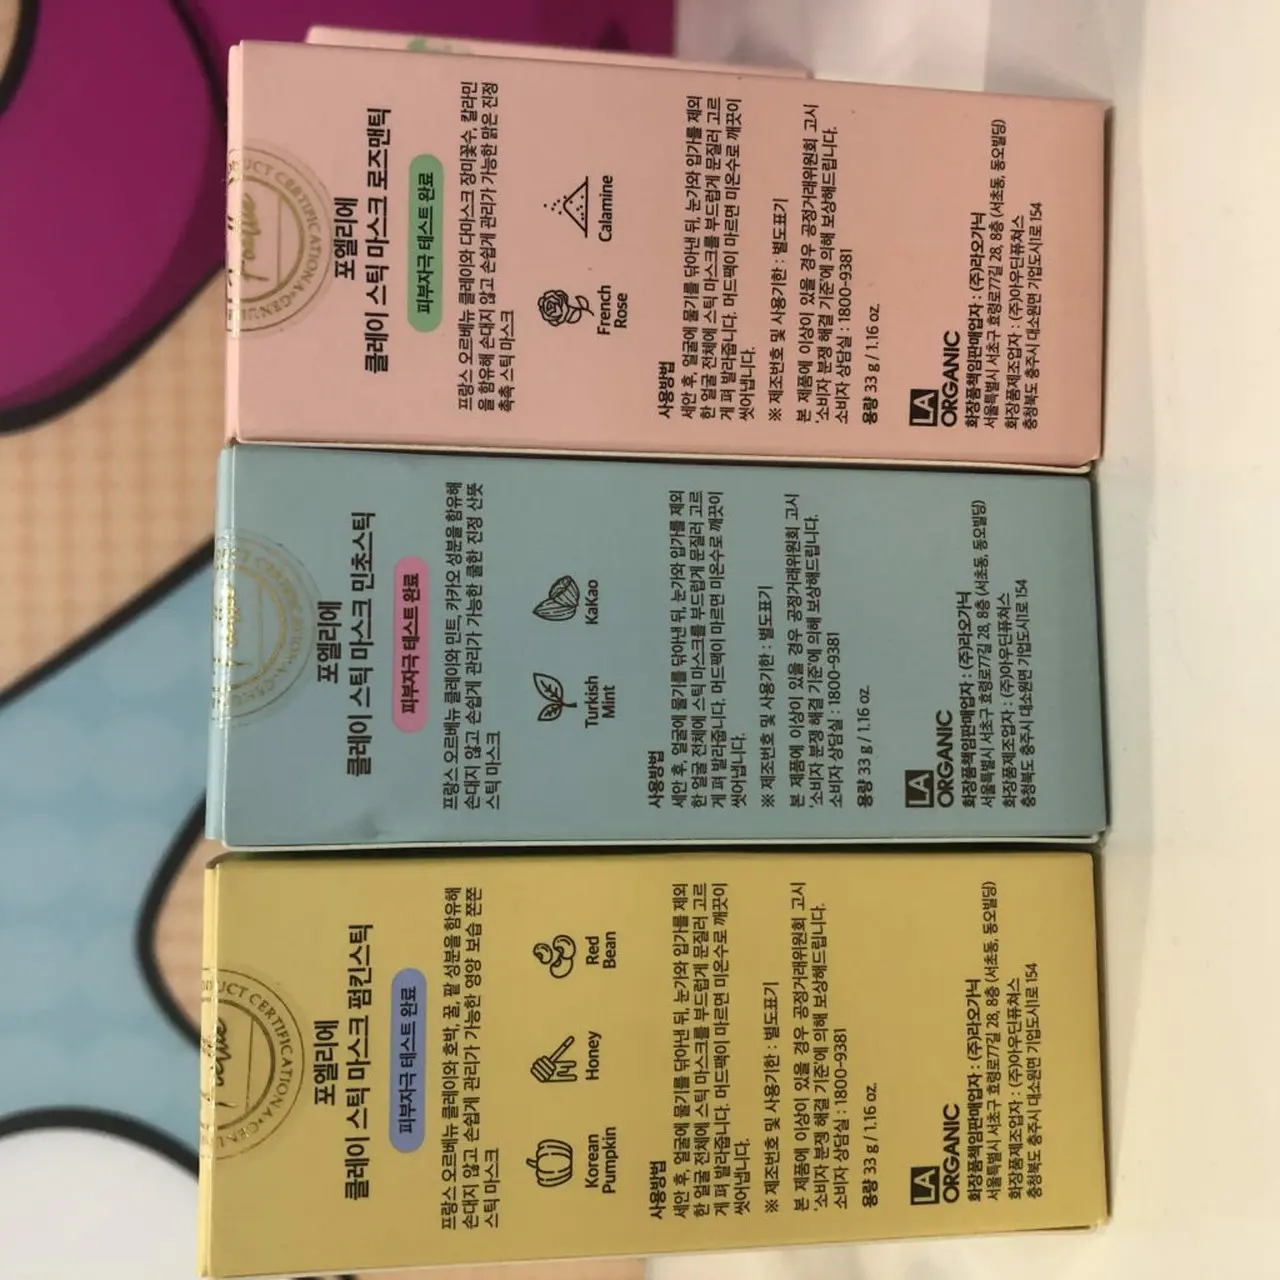 포엘리에
클레이 스틱 마스크 로즈맨틱
피부자극 테스트 완료
프랑스 오르베뉴 클레이와 다마스크 장미꽃수, 칼라민
을 함유해 손대지 않고 손쉽게 관리가 가능한 맑은 진정
촉촉 스틱 마스크
French
Rose
Calamine
사용방법
세안 후, 얼굴에 물기를 닦아낸 뒤, 눈가와 입가를 제외
한 얼굴 전체에 스틱 마스크를 부드럽게 문질러 고르
게 펴 발라줍니다. 머드팩이 마르면 미온수로 깨끗이
씻어냅니다.
※ 제조번호 및 사용기한 : 별도표기
본 제품에 이상이 있을 경우 공정거래위원회 고시
'소비자 분쟁 해결 기준'에 의해 보상해드립니다.
소비자 상담실 : 1800-9381
용량 33 g / 1.16 oz.
LA
ORGANIC
화장품책임판매업자 : (주)라오가닉
서울특별시 서초구 효령로77길 28, 8층 (서초동, 동오빌딩)
화장품제조업자 : (주)아우딘퓨쳐스
충청북도 충주시 대소원면 기업도시1로 154
포엘리에
클레이 스틱 마스크 민초스틱
피부자극 테스트 완료
프랑스 오르베뉴 클레이와 민트, 카카오 성분을 함유해
손대지 않고 손쉽게 관리가 가능한 쿨한 진정 산뜻
스틱 마스크
Turkish
Mint
KaKao
사용방법
세안 후, 얼굴에 물기를 닦아낸 뒤, 눈가와 입가를 제외
한 얼굴 전체에 스틱 마스크를 부드럽게 문질러 고르
게 펴 발라줍니다. 머드팩이 마르면 미온수로 깨끗이
씻어냅니다.
※ 제조번호 및 사용기한 : 별도표기
본 제품에 이상이 있을 경우 공정거래위원회 고시
'소비자 분쟁 해결 기준'에 의해 보상해드립니다.
소비자 상담실 : 1800-9381
용량 33 g / 1.16 oz.
LA
ORGANIC
화장품책임판매업자 : (주)라오가닉
서울특별시 서초구 효령로77길 28, 8층 (서초동, 동오빌딩)
화장품제조업자 : (주)아우딘퓨쳐스
충청북도 충주시 대소원면 기업도시1로 154
포엘리에
클레이 스틱 마스크 펌킨스틱
피부자극 테스트 완료
프랑스 오르베뉴 클레이와 호박, 꿀, 팥 성분을 함유해
손대지 않고 손쉽게 관리가 가능한 영양 보습 쫀쫀
스틱 마스크
Korean
Pumpkin
Honey
Red
Bean
사용방법
세안 후, 얼굴에 물기를 닦아낸 뒤, 눈가와 입가를 제외
한 얼굴 전체에 스틱 마스크를 부드럽게 문질러 고르
게 펴 발라줍니다. 머드팩이 마르면 미온수로 깨끗이
씻어냅니다.
※ 제조번호 및 사용기한 : 별도표기
본 제품에 이상이 있을 경우 공정거래위원회 고시
'소비자 분쟁 해결 기준'에 의해 보상해드립니다.
소비자 상담실 : 1800-9381
용량 33 g / 1.16 oz.
LA
ORGANIC
화장품책임판매업자 : (주)라오가닉
서울특별시 서초구 효령로77길 28, 8층 (서초동, 동오빌딩)
화장품제조업자 : (주)아우딘퓨쳐스
충청북도 충주시 대소원면 기업도시1로 154